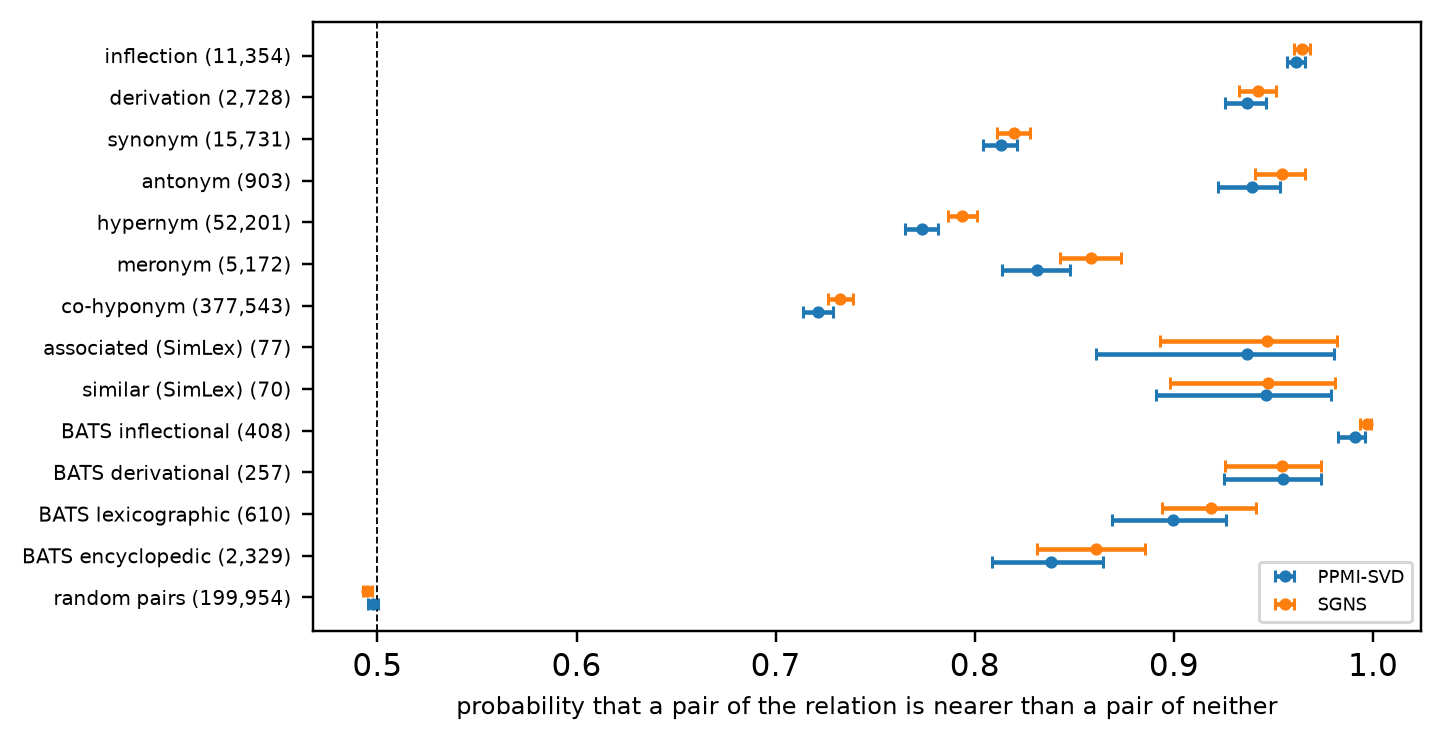 inflection (11,354)
derivation (2,728)
synonym (15,731)
antonym (903)
hypernym (52,201)
meronym (5,172)
co-hyponym (377,543)
associated (SimLex) (77)
similar (SimLex) (70)
BATS inflectional (408)
BATS derivational (257)
BATS lexicographic (610)
BATS encyclopedic (2,329)
random pairs (199,954)
PPMI-SVD
SGNS
0.5 0.6 0.7 0.8 0.9 1.0
probability that a pair of the relation is nearer than a pair of neither